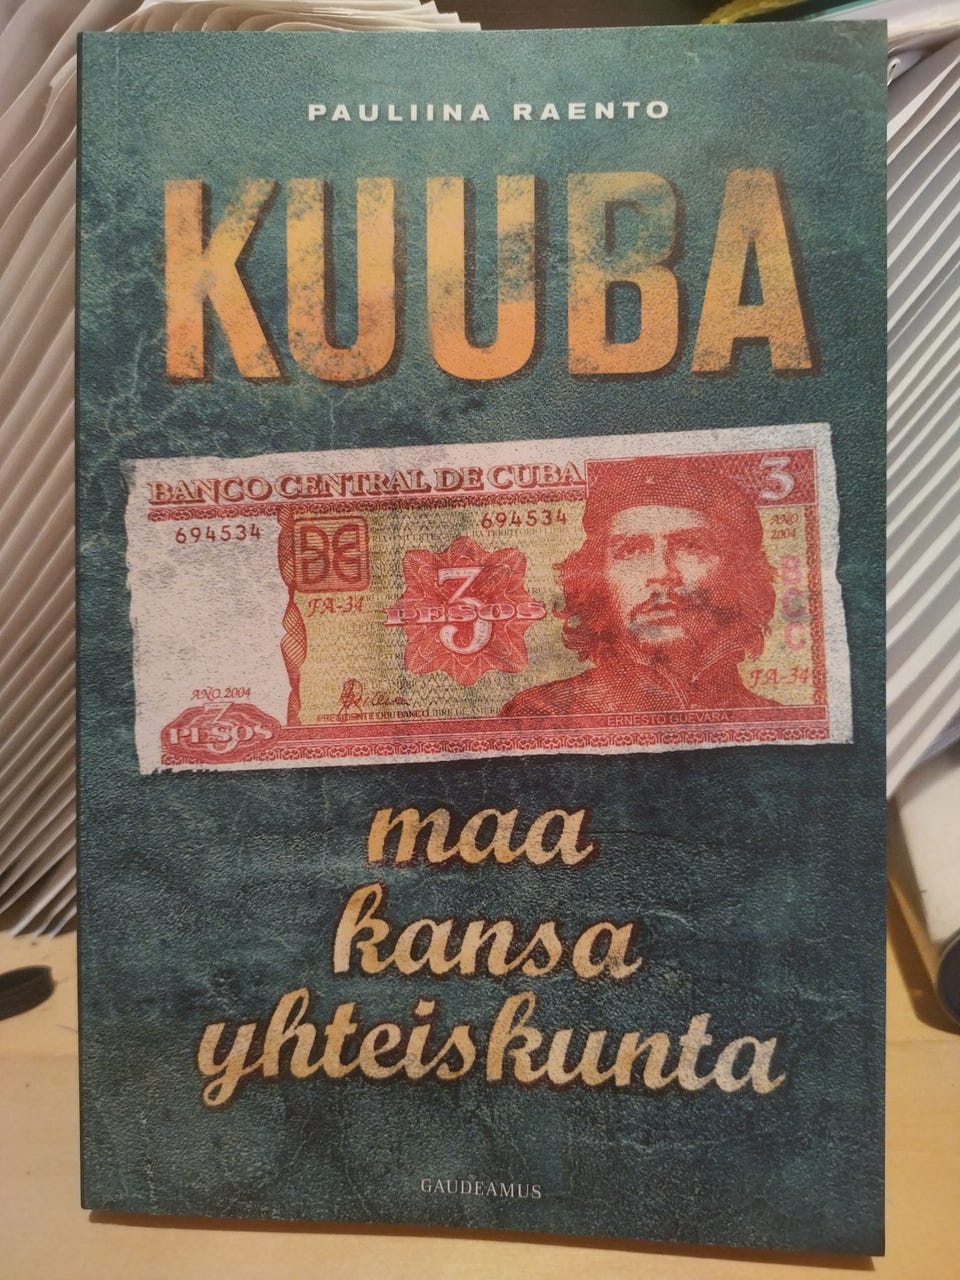 PAULIINA RAENTO
KUUBA
BANCO CENTRAL DE CUBA
3
694534
694534
AÑO
2004
BCC
FA-34
3
PESOS
FA-34
AÑO 2004
3
PESOS
PRESIDENTE DEL BANCO
ERNESTO GUEVARA
maa
kansa
yhteiskunta
GAUDEAMUS